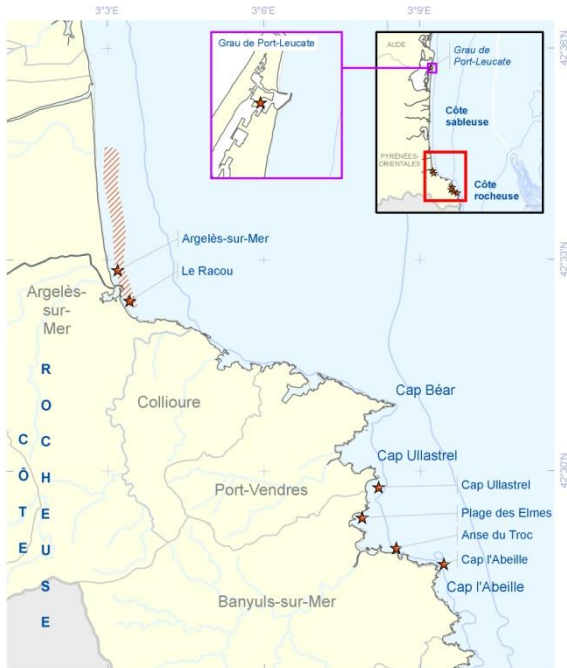 3°3'E
3°6'E
3°9'E
42°36'N
42°33'N
42°30'N
Grau de Port-Leucate
AUDE
Grau de
Port-Leucate
Côte
sableuse
PYRÉNÉES-
ORIENTALES
Côte
rocheuse
Argelès-sur-Mer
Le Racou
Argelès-
sur-
Mer
Collioure
Cap Béar
Cap Ullastrel
Port-Vendres
Cap Ullastrel
Plage des Elmes
Anse du Troc
Cap l'Abeille
Cap l'Abeille
Banyuls-sur-Mer
CÔTE
ROCHEUSE